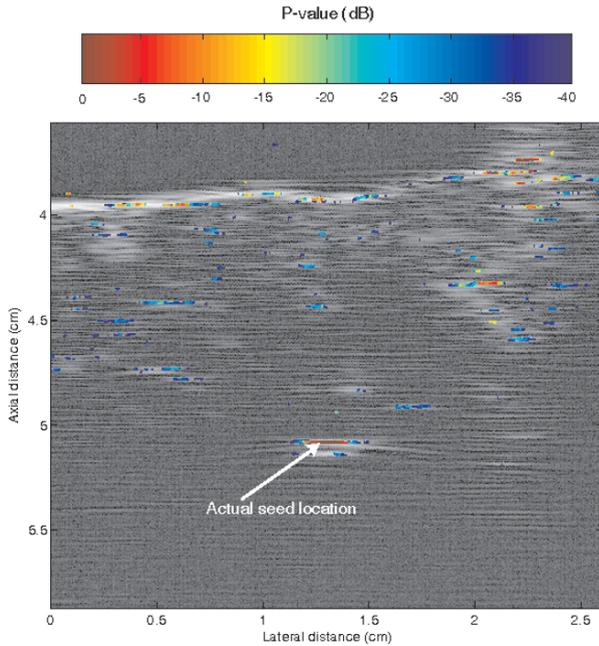 P-value (dB)
0 -5 -10 -15 -20 -25 -30 -35 -40
4
4.5
5
5.5
Axial distance (cm)
Actual seed location
0 0.5 1 1.5 2 2.5
Lateral distance (cm)